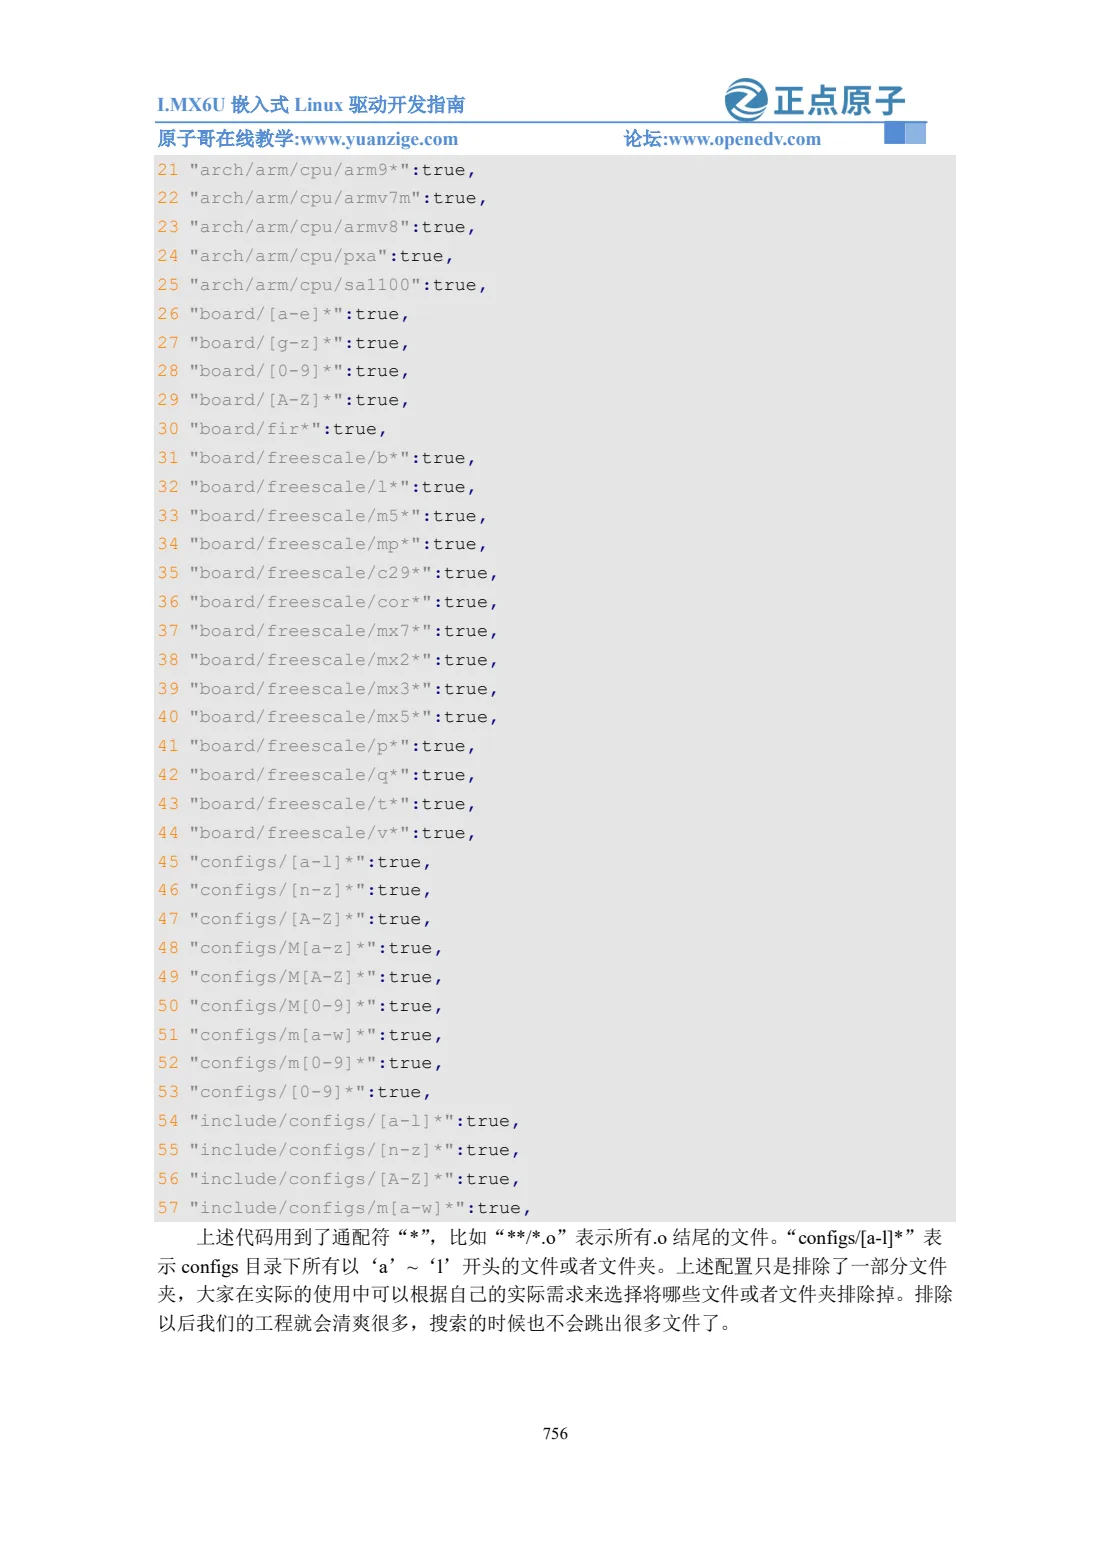 I.MX6U 嵌入式 Linux 驱动开发指南
正点原子
原子哥在线教学:www.yuanzige.com 论坛:www.openedv.com
21 "arch/arm/cpu/arm9*":true,
22 "arch/arm/cpu/armv7m":true,
23 "arch/arm/cpu/armv8":true,
24 "arch/arm/cpu/pxa":true,
25 "arch/arm/cpu/sa1100":true,
26 "board/[a-e]*":true,
27 "board/[g-z]*":true,
28 "board/[0-9]*":true,
29 "board/[A-Z]*":true,
30 "board/fir*":true,
31 "board/freescale/b*":true,
32 "board/freescale/l*":true,
33 "board/freescale/m5*":true,
34 "board/freescale/mp*":true,
35 "board/freescale/c29*":true,
36 "board/freescale/cor*":true,
37 "board/freescale/mx7*":true,
38 "board/freescale/mx2*":true,
39 "board/freescale/mx3*":true,
40 "board/freescale/mx5*":true,
41 "board/freescale/p*":true,
42 "board/freescale/q*":true,
43 "board/freescale/t*":true,
44 "board/freescale/v*":true,
45 "configs/[a-l]*":true,
46 "configs/[n-z]*":true,
47 "configs/[A-Z]*":true,
48 "configs/M[a-z]*":true,
49 "configs/M[A-Z]*":true,
50 "configs/M[0-9]*":true,
51 "configs/m[a-w]*":true,
52 "configs/m[0-9]*":true,
53 "configs/[0-9]*":true,
54 "include/configs/[a-l]*":true,
55 "include/configs/[n-z]*":true,
56 "include/configs/[A-Z]*":true,
57 "include/configs/m[a-w]*":true,
上述代码用到了通配符“*”，比如“**/*.o”表示所有.o 结尾的文件。“configs/[a-l]*”表
示 configs 目录下所有以‘a’~‘l’开头的文件或者文件夹。上述配置只是排除了一部分文件
夹，大家在实际的使用中可以根据自己的实际需求来选择将哪些文件或者文件夹排除掉。排除
以后我们的工程就会清爽很多，搜索的时候也不会跳出很多文件了。
756